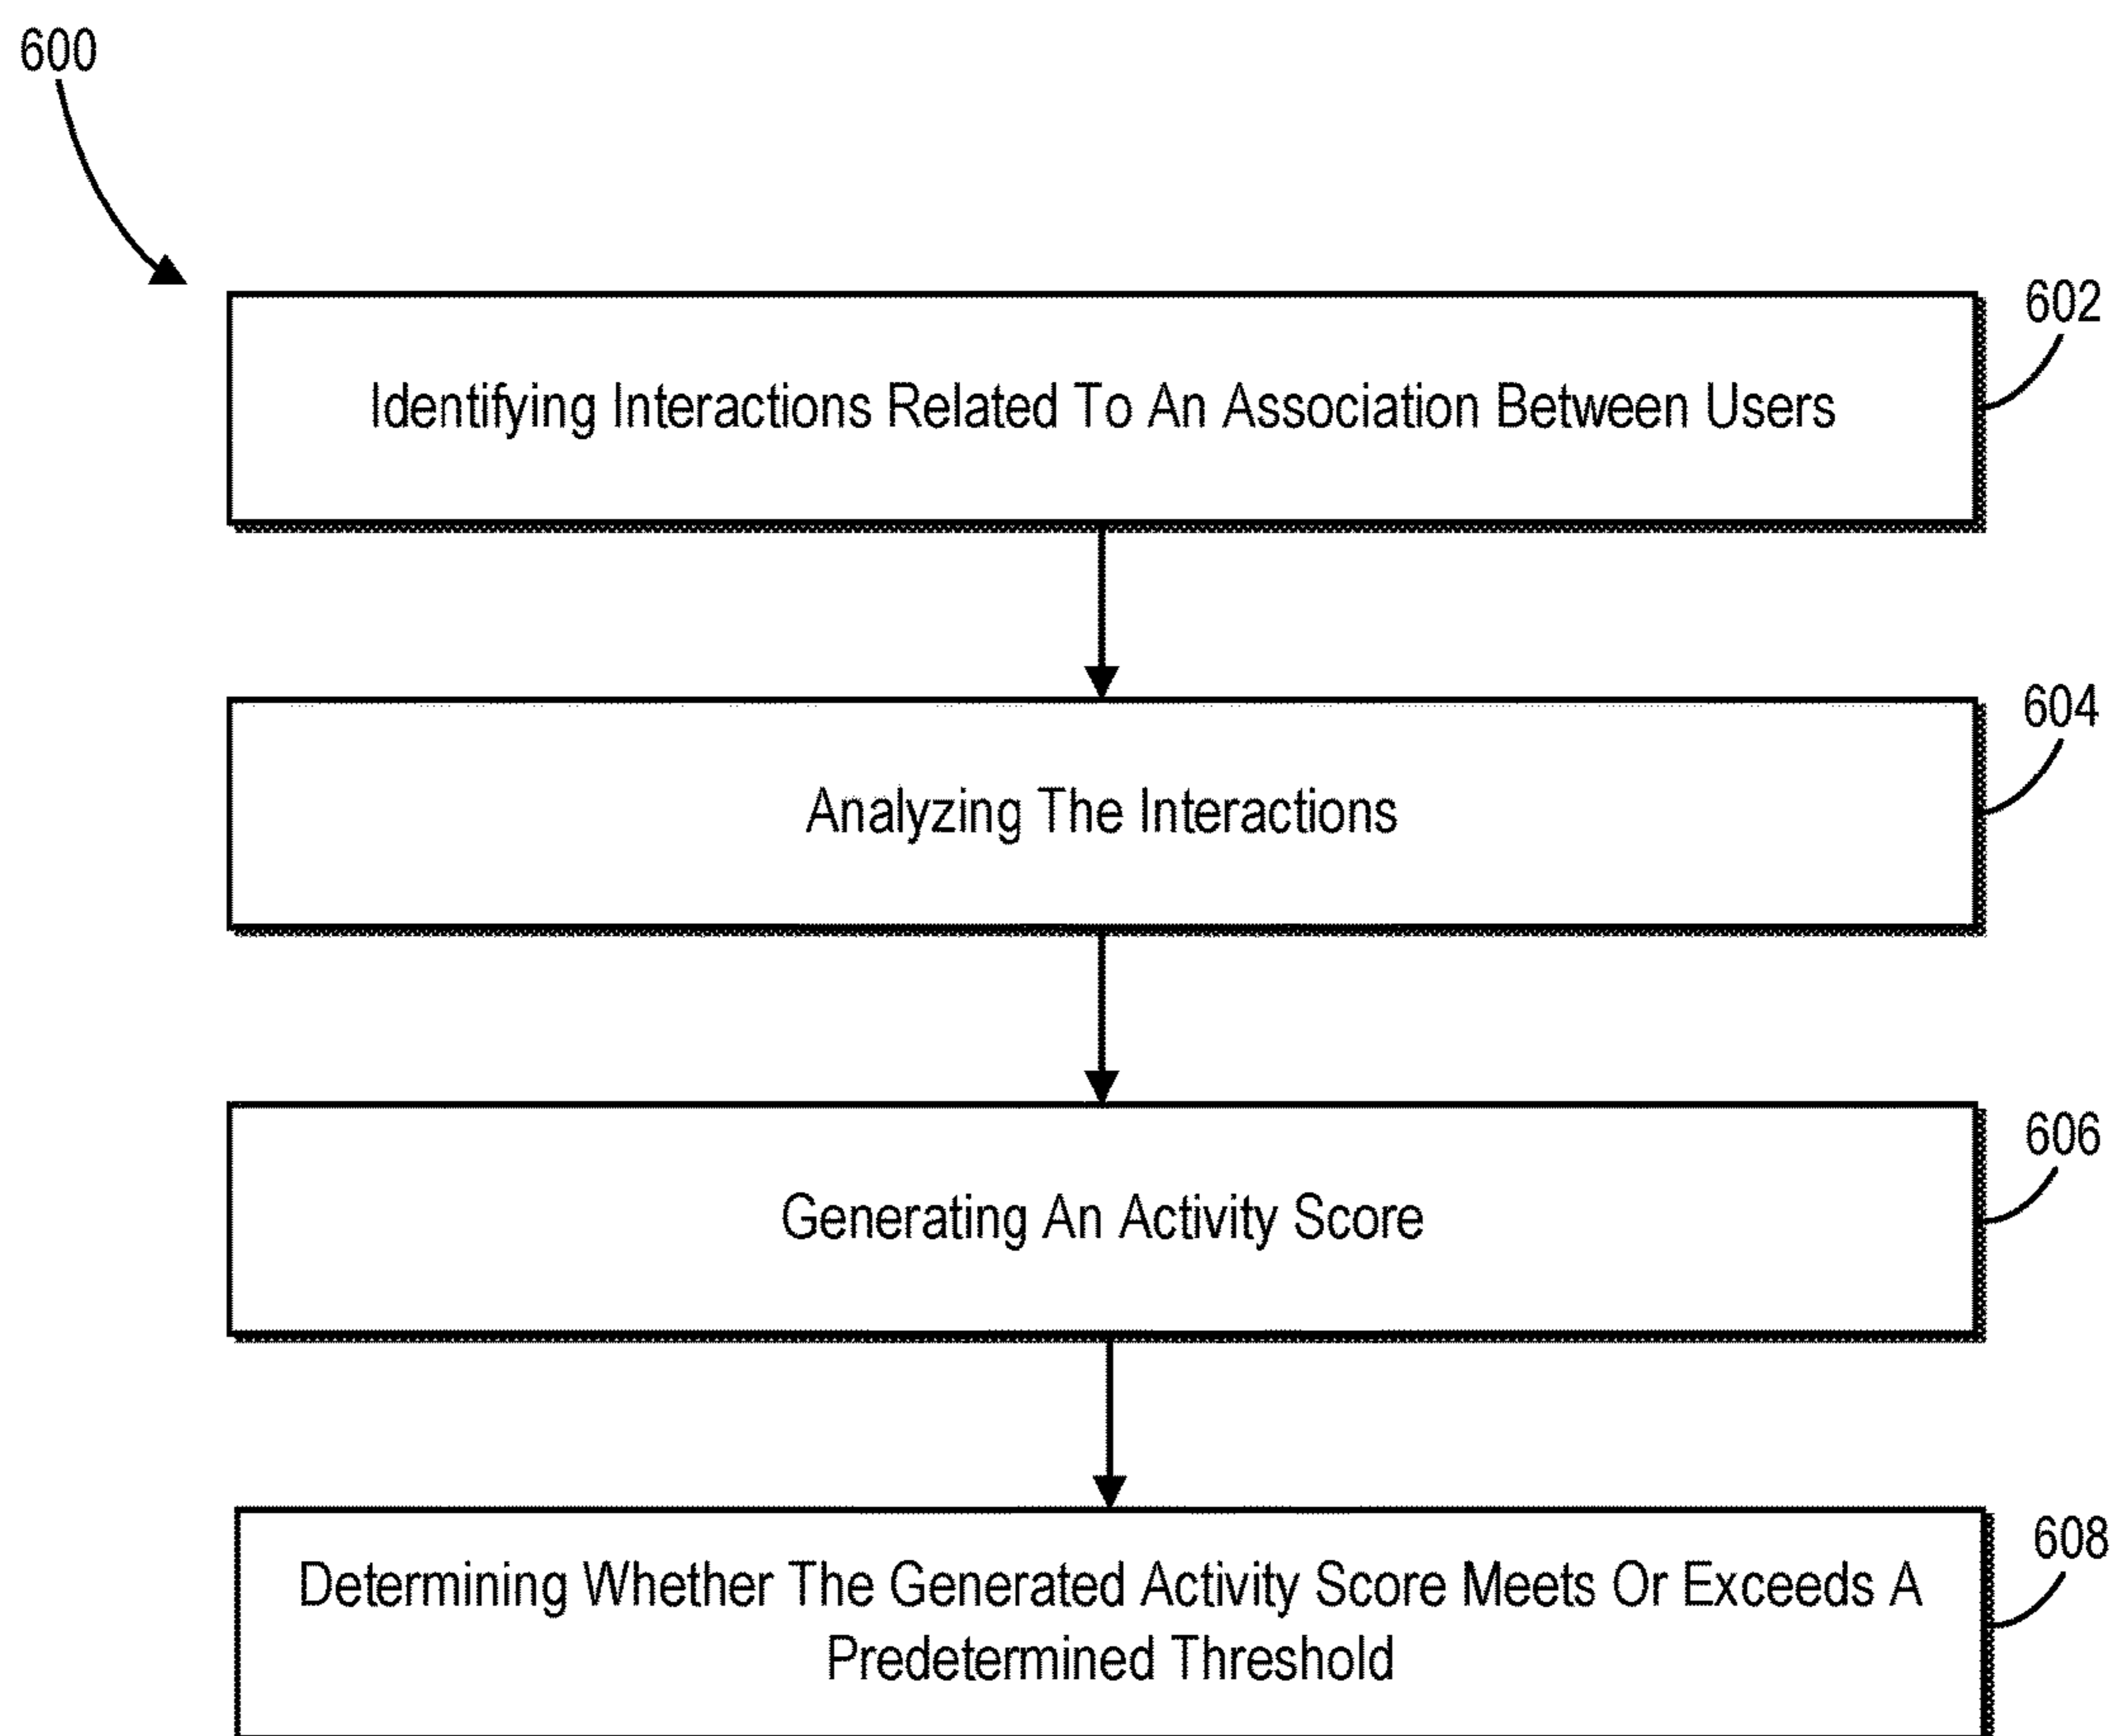 600
602
Identifying Interactions Related To An Association Between Users
604
Analyzing The Interactions
606
Generating An Activity Score
608
Determining Whether The Generated Activity Score Meets Or Exceeds A
Predetermined Threshold